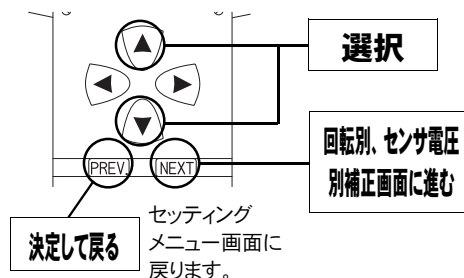 選択
回転別、センサ電圧
別補正画面に進む
PREV.
NEXT
決定して戻る
セッティング
メニュー画面に
戻ります。